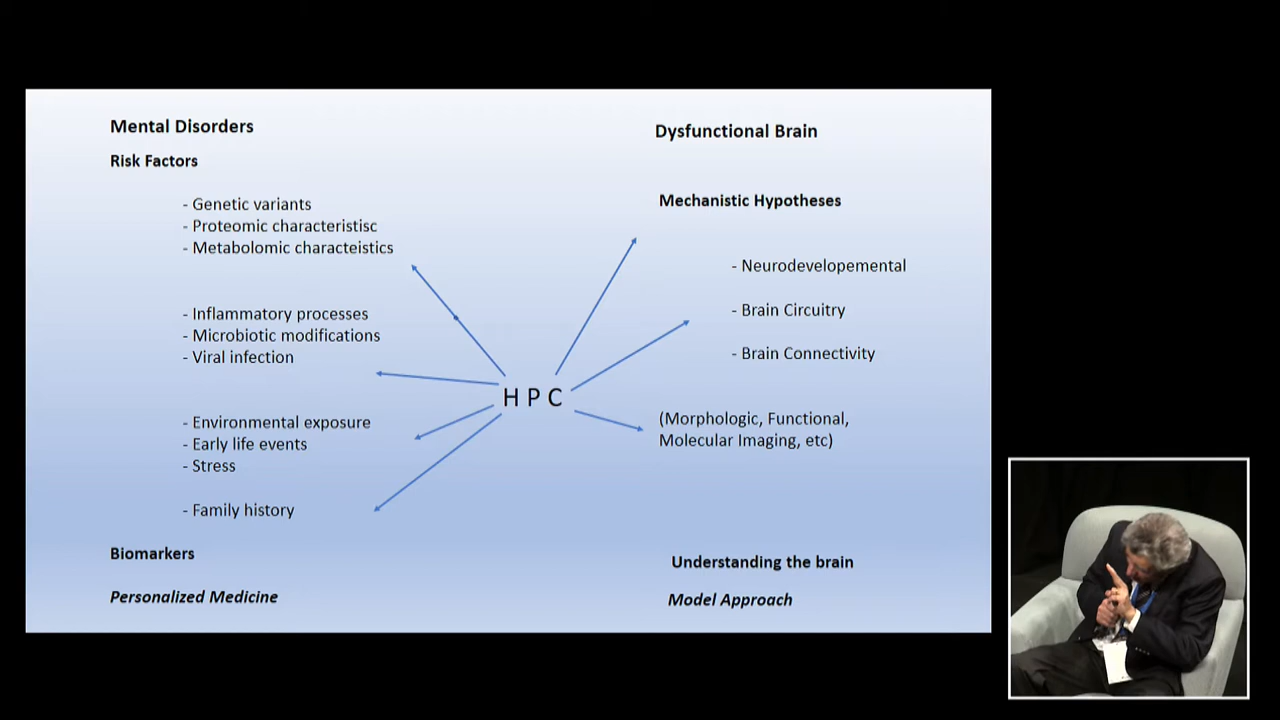 Mental Disorders
Risk Factors
- Genetic variants
- Proteomic characteristisc
- Metabolomic characteistics
- Inflammatory processes
- Microbiotic modifications
- Viral infection
- Environmental exposure
- Early life events
- Stress
- Family history
Biomarkers
Personalized Medicine
H P C
Dysfunctional Brain
Mechanistic Hypotheses
- Neurodevelopemental
- Brain Circuitry
- Brain Connectivity
(Morphologic, Functional,
Molecular Imaging, etc)
Understanding the brain
Model Approach